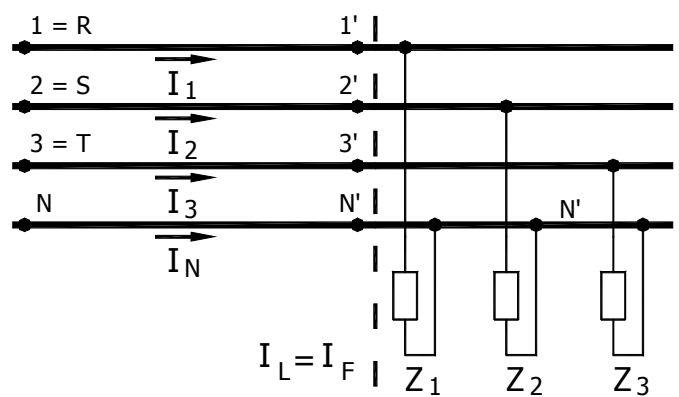 1 = R 1'
I1
2 = S 2'
I2
3 = T 3'
I3
N N' N'
IN
IL = IF
Z1 Z2 Z3